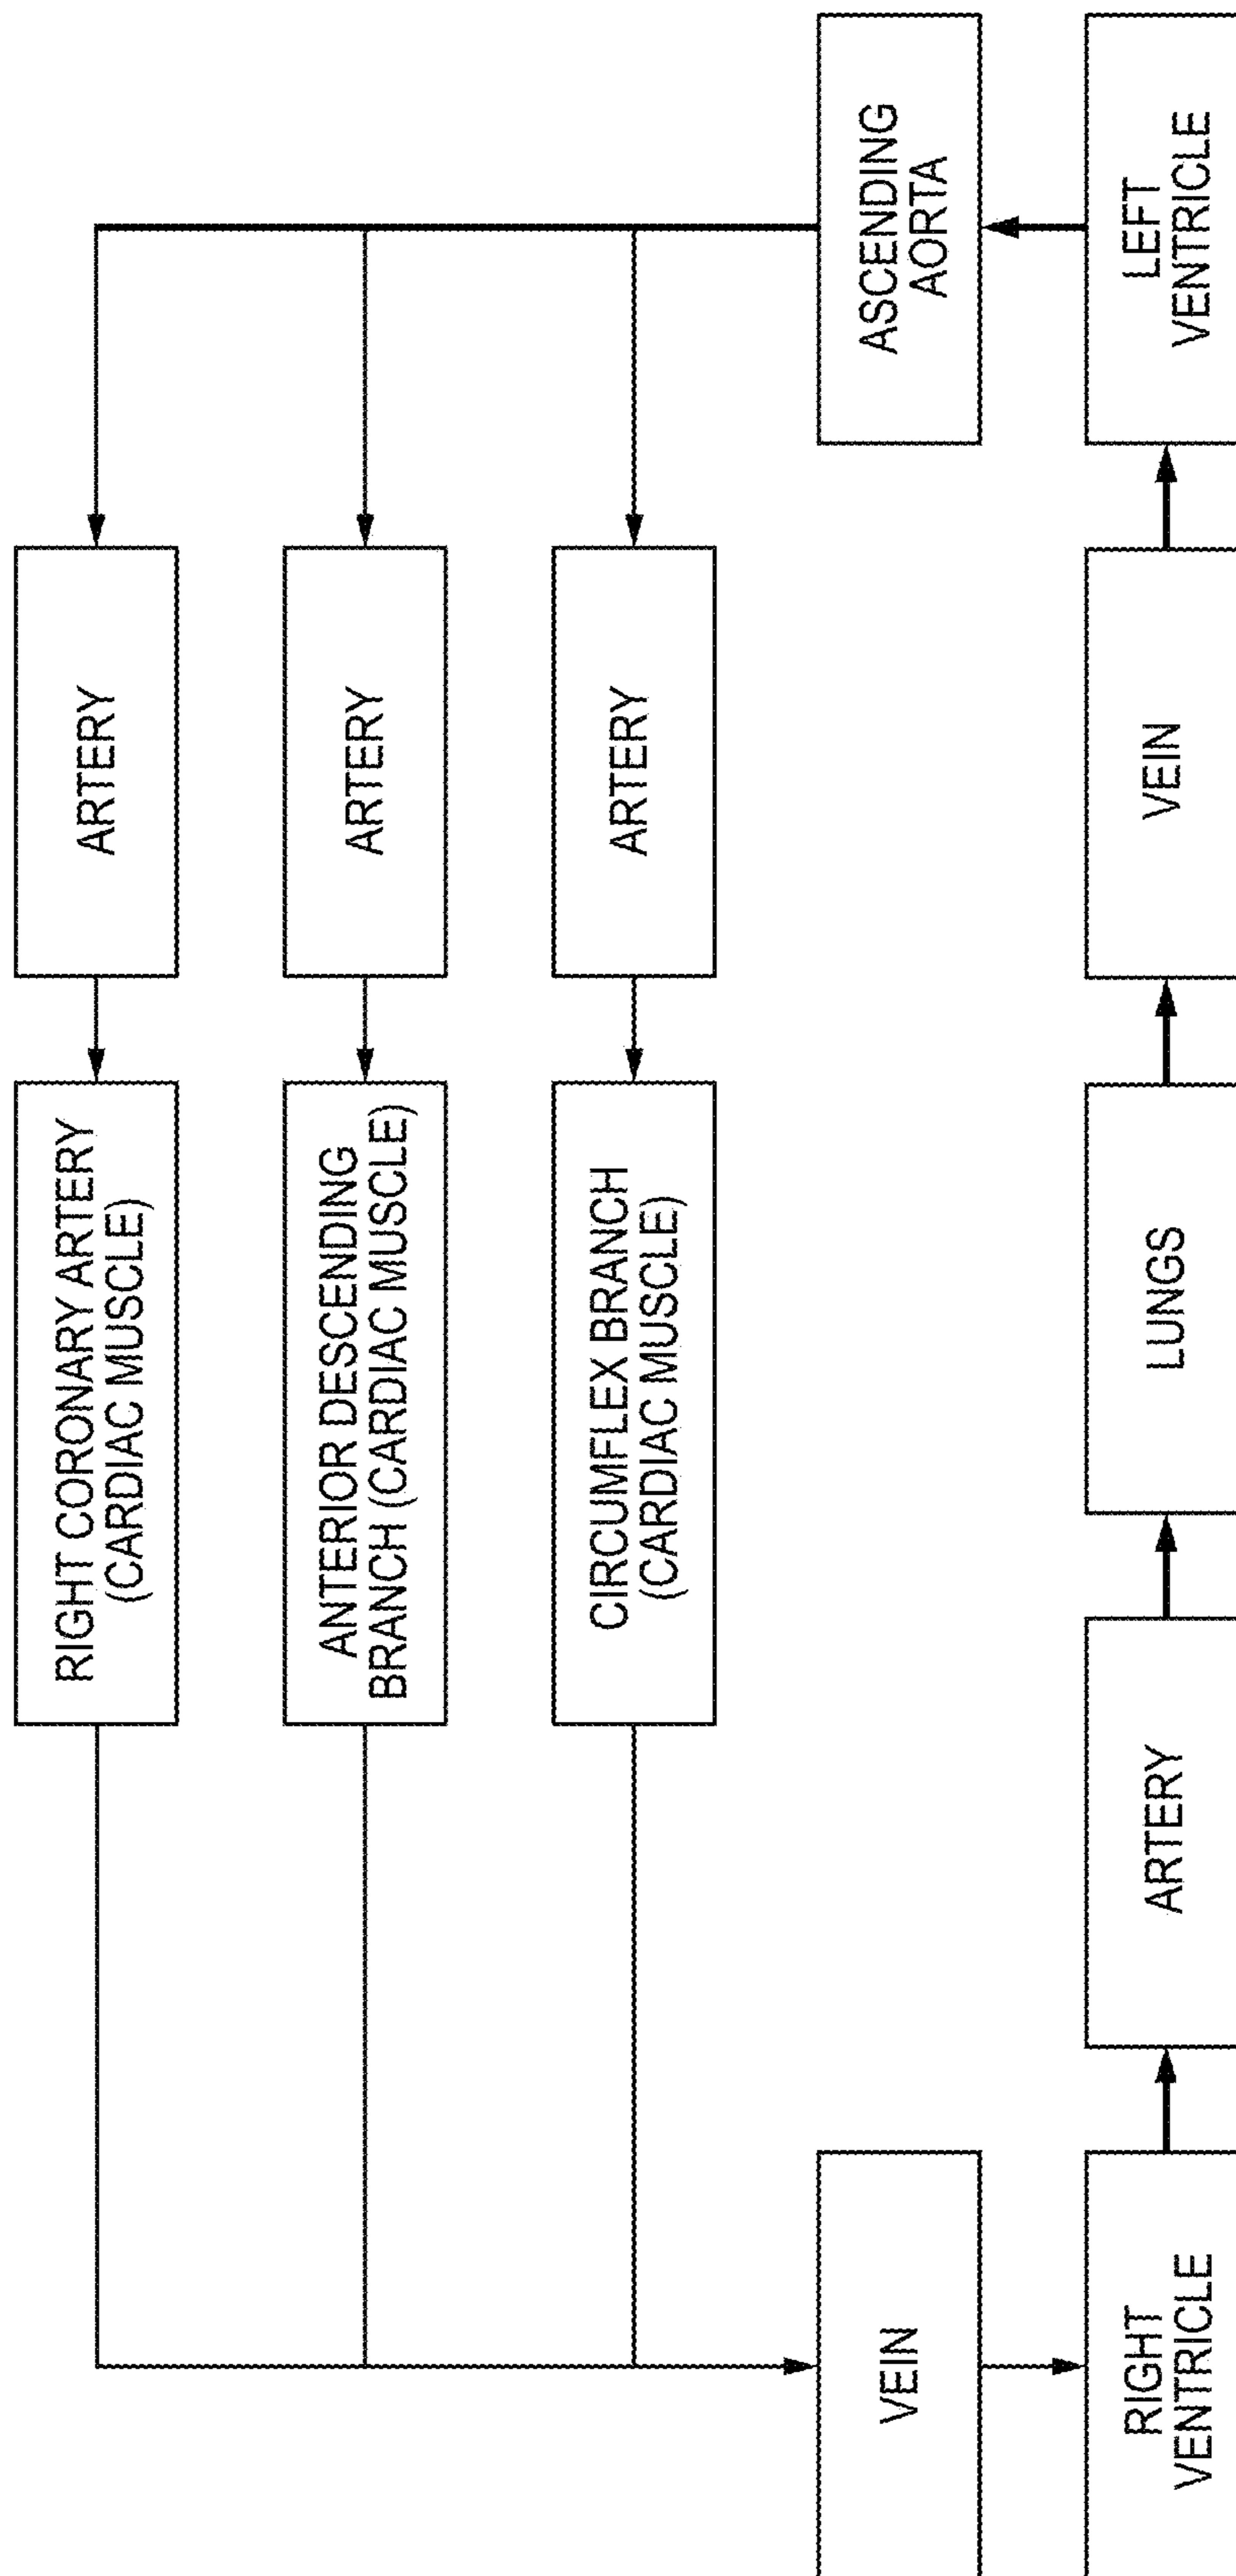 RIGHT CORONARY ARTERY
(CARDIAC MUSCLE)
ARTERY
ANTERIOR DESCENDING
BRANCH (CARDIAC MUSCLE)
ARTERY
CIRCUMFLEX BRANCH
(CARDIAC MUSCLE)
ARTERY
VEIN
ASCENDING
AORTA
RIGHT
VENTRICLE
ARTERY
LUNGS
VEIN
LEFT
VENTRICLE